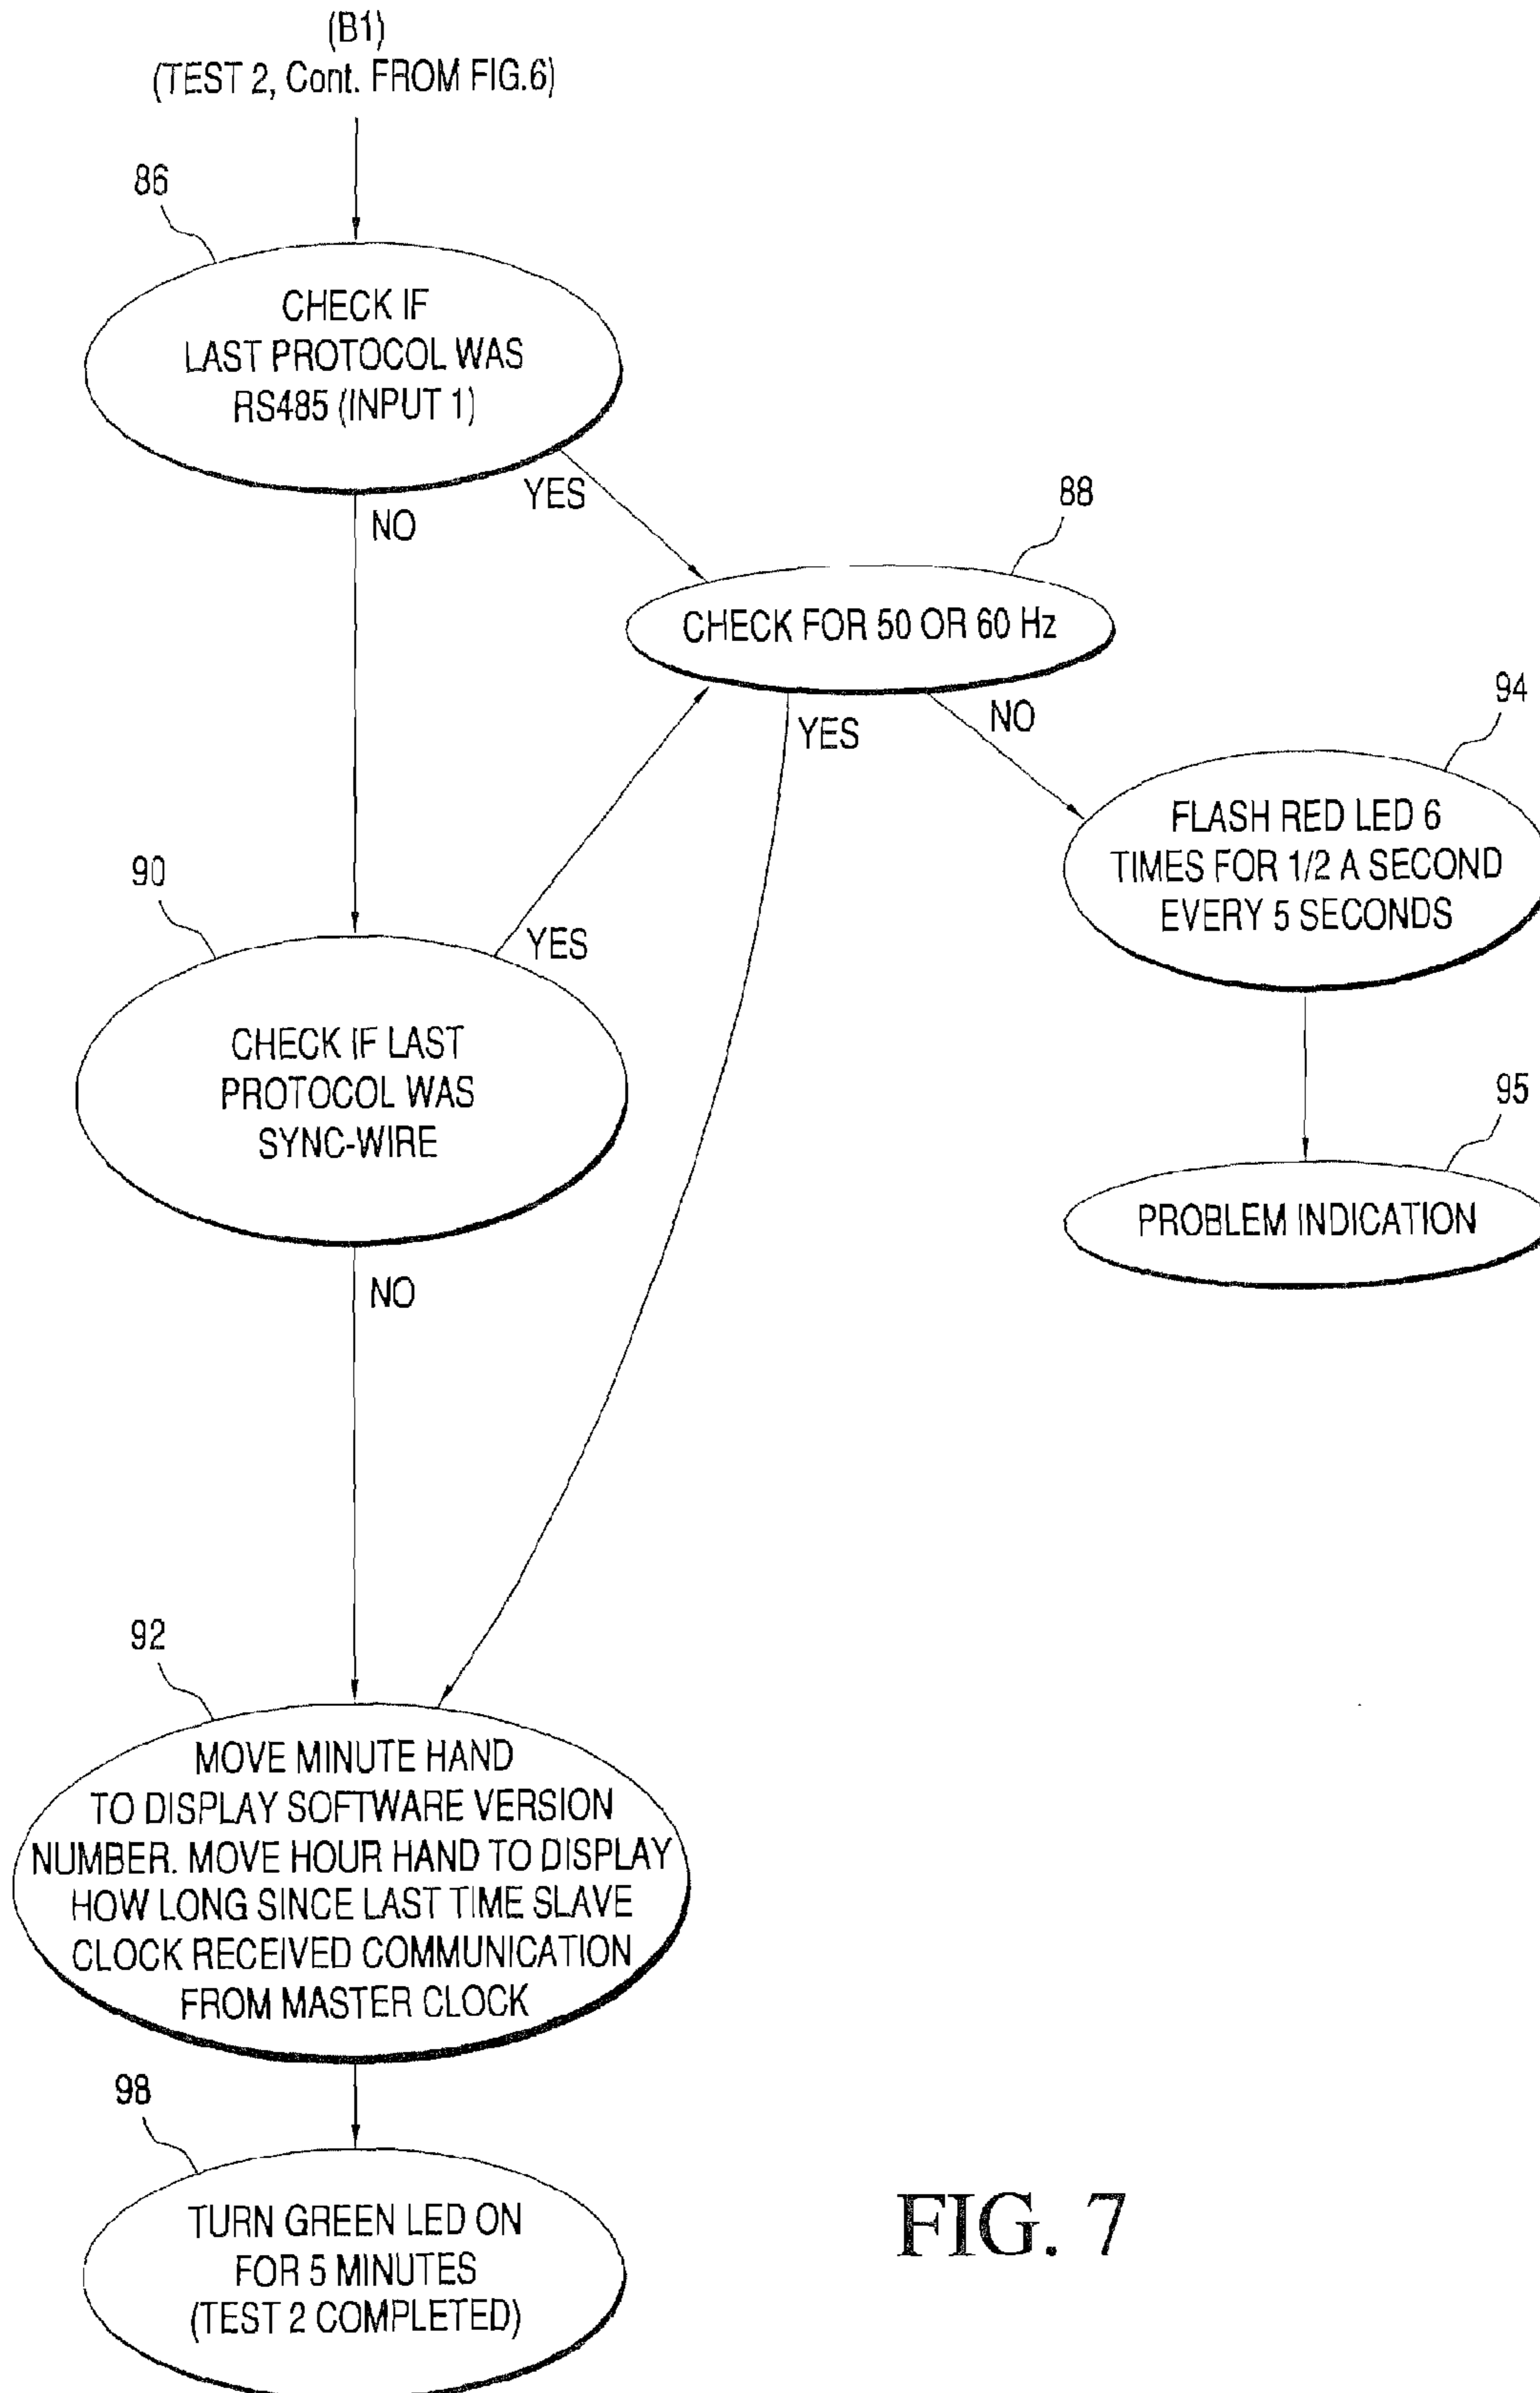 (B1)
(TEST 2, Cont. FROM FIG.6)
86
CHECK IF
LAST PROTOCOL WAS
RS485 (INPUT 1)
YES
NO
88
CHECK FOR 50 OR 60 Hz
YES
NO
94
FLASH RED LED 6
TIMES FOR 1/2 A SECOND
EVERY 5 SECONDS
90
YES
CHECK IF LAST
PROTOCOL WAS
SYNC-WIRE
NO
95
PROBLEM INDICATION
92
MOVE MINUTE HAND
TO DISPLAY SOFTWARE VERSION
NUMBER. MOVE HOUR HAND TO DISPLAY
HOW LONG SINCE LAST TIME SLAVE
CLOCK RECEIVED COMMUNICATION
FROM MASTER CLOCK
98
TURN GREEN LED ON
FOR 5 MINUTES
(TEST 2 COMPLETED)
FIG. 7